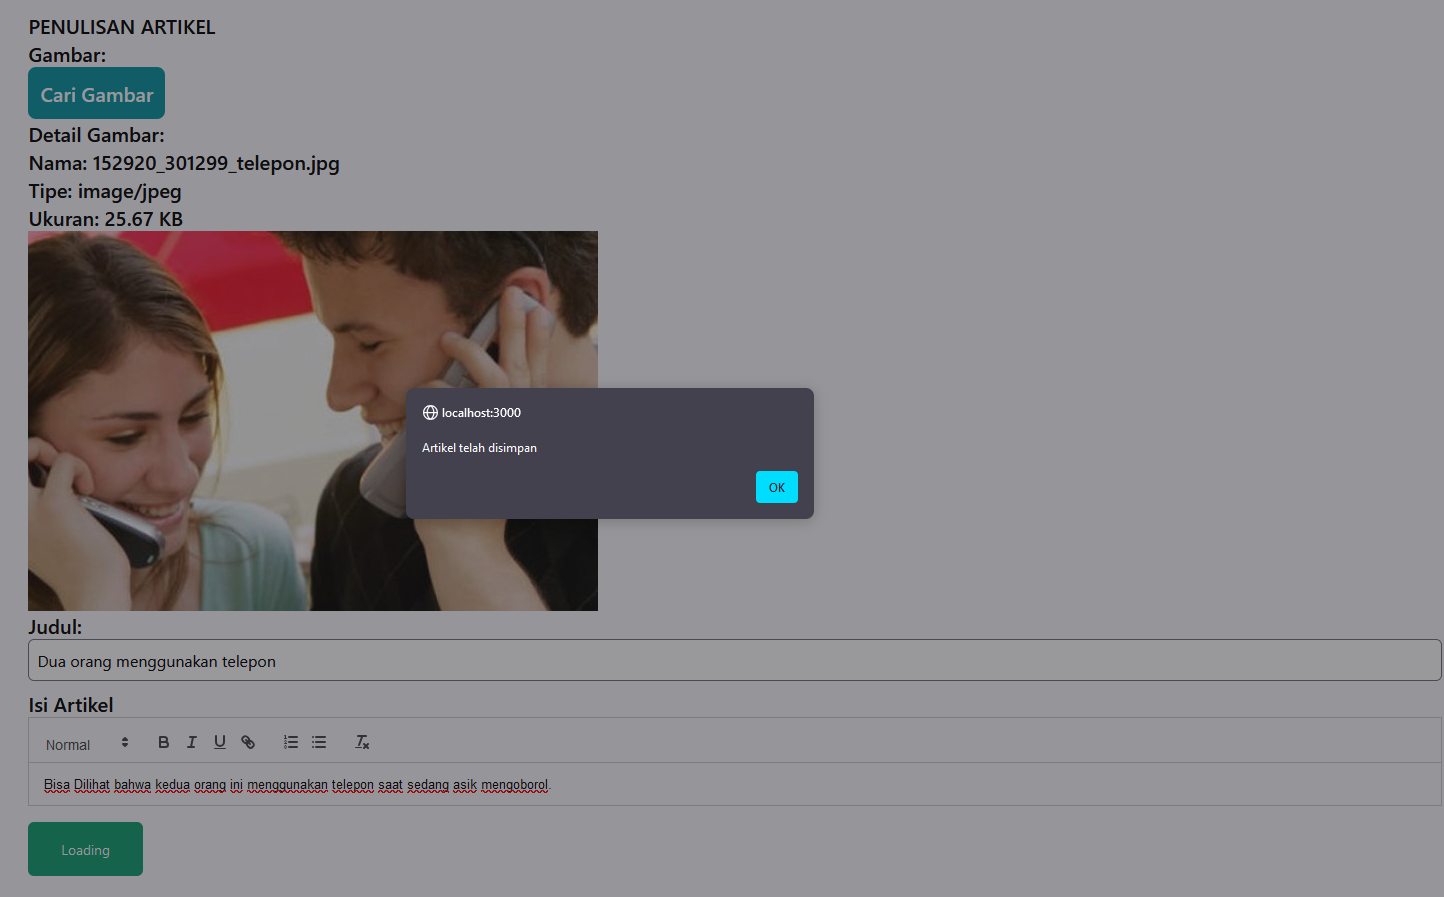 PENULISAN ARTIKEL
Gambar:
Cari Gambar
Detail Gambar:
Nama: 152920_301299_telepon.jpg
Tipe: image/jpeg
Ukuran: 25.67 KB
localhost:3000
Artikel telah disimpan
OK
Judul:
Dua orang menggunakan telepon
Isi Artikel
Normal B I U
Bisa Dilihat bahwa kedua orang ini menggunakan telepon saat sedang asik mengoborol.
Loading